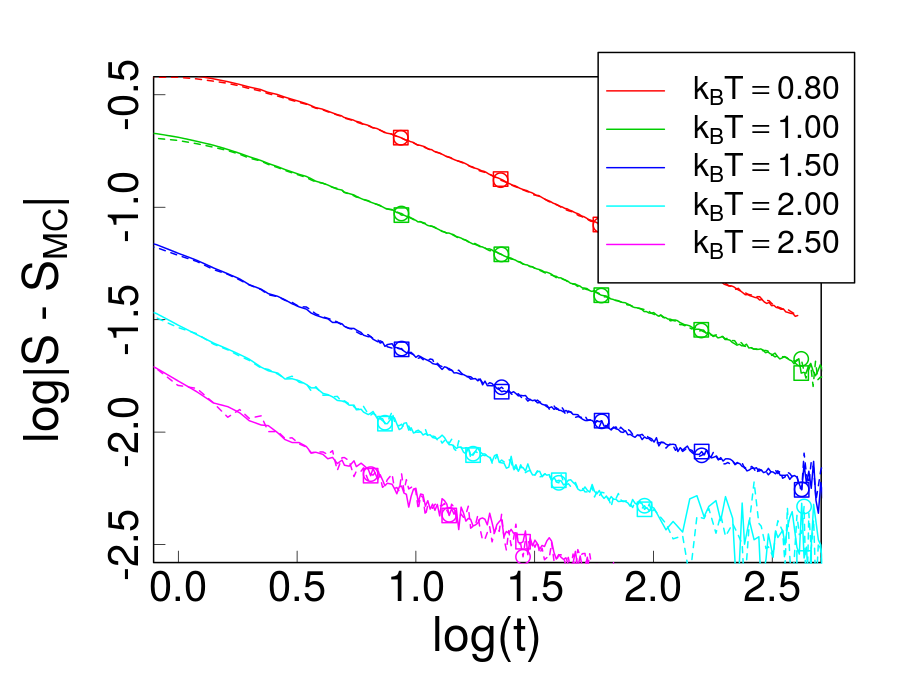 k_BT = 0.80
k_BT = 1.00
k_BT = 1.50
k_BT = 2.00
k_BT = 2.50
log|S - S_MC|
-0.5
-1.0
-1.5
-2.0
-2.5
0.0 0.5 1.0 1.5 2.0 2.5
log(t)